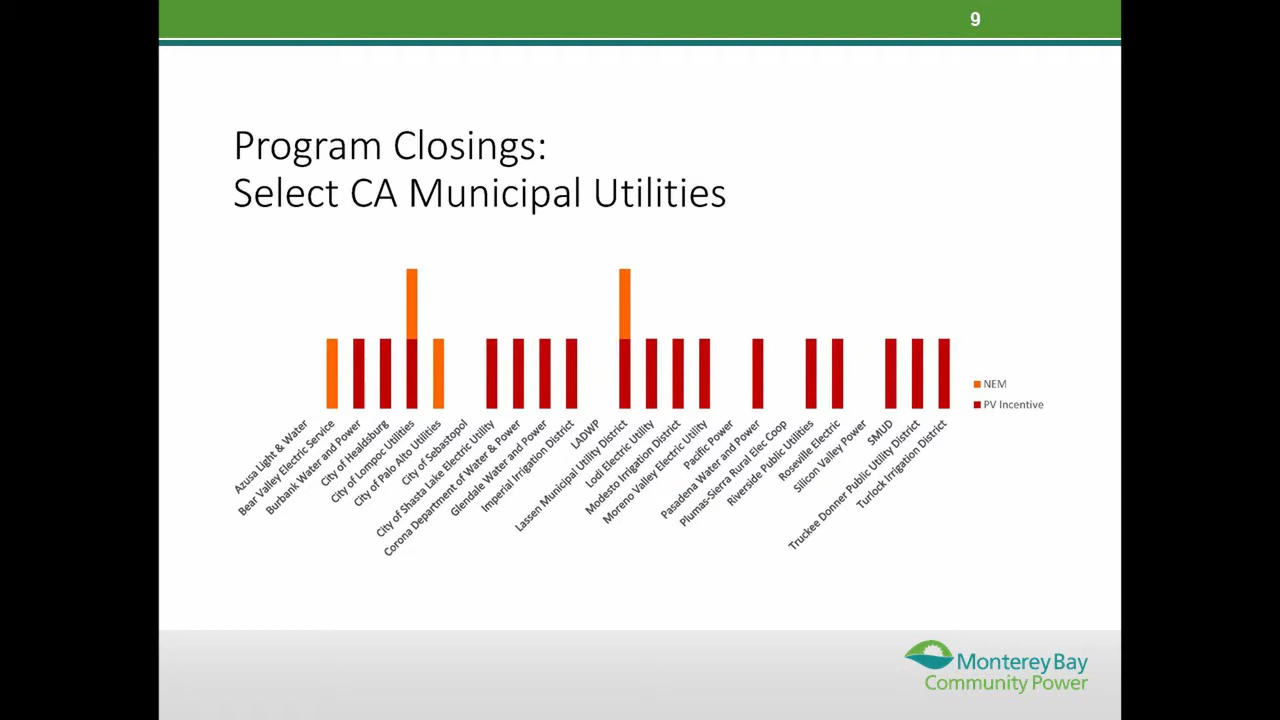 9
Program Closings:
Select CA Municipal Utilities
NEM
PV Incentive
Azusa Light & Water
Bear Valley Electric Service
Burbank Water and Power
City of Healdsburg
City of Lompoc Utilities
City of Palo Alto Utilities
City of Sebastopol
City of Shasta Lake Electric Utility
Corona Department of Water & Power
Glendale Water and Power
Imperial Irrigation District
LADWP
Lassen Municipal Utility District
Lodi Electric Utility
Modesto Irrigation District
Moreno Valley Electric Utility
Pacific Power
Pasadena Water and Power
Plumas-Sierra Rural Elec Coop
Riverside Public Utilities
Roseville Electric
Silicon Valley Power
SMUD
Truckee Donner Public Utility District
Turlock Irrigation District
Monterey Bay
Community Power